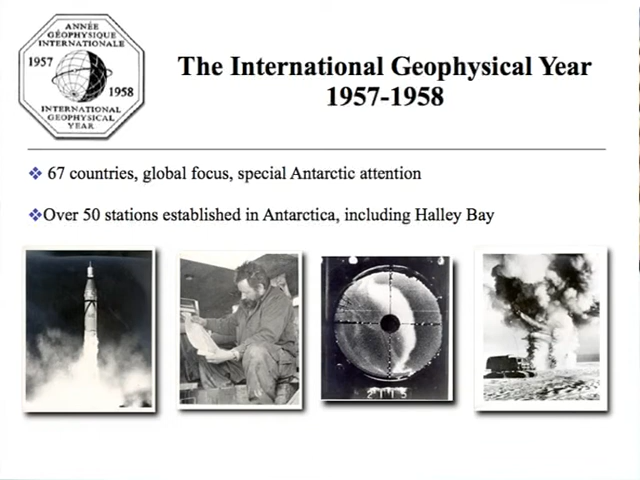 ANNÉE
GÉOPHYSIQUE
INTERNATIONALE
1957
1958
INTERNATIONAL
GEOPHYSICAL
YEAR
The International Geophysical Year
1957-1958
❖ 67 countries, global focus, special Antarctic attention
❖Over 50 stations established in Antarctica, including Halley Bay
2115